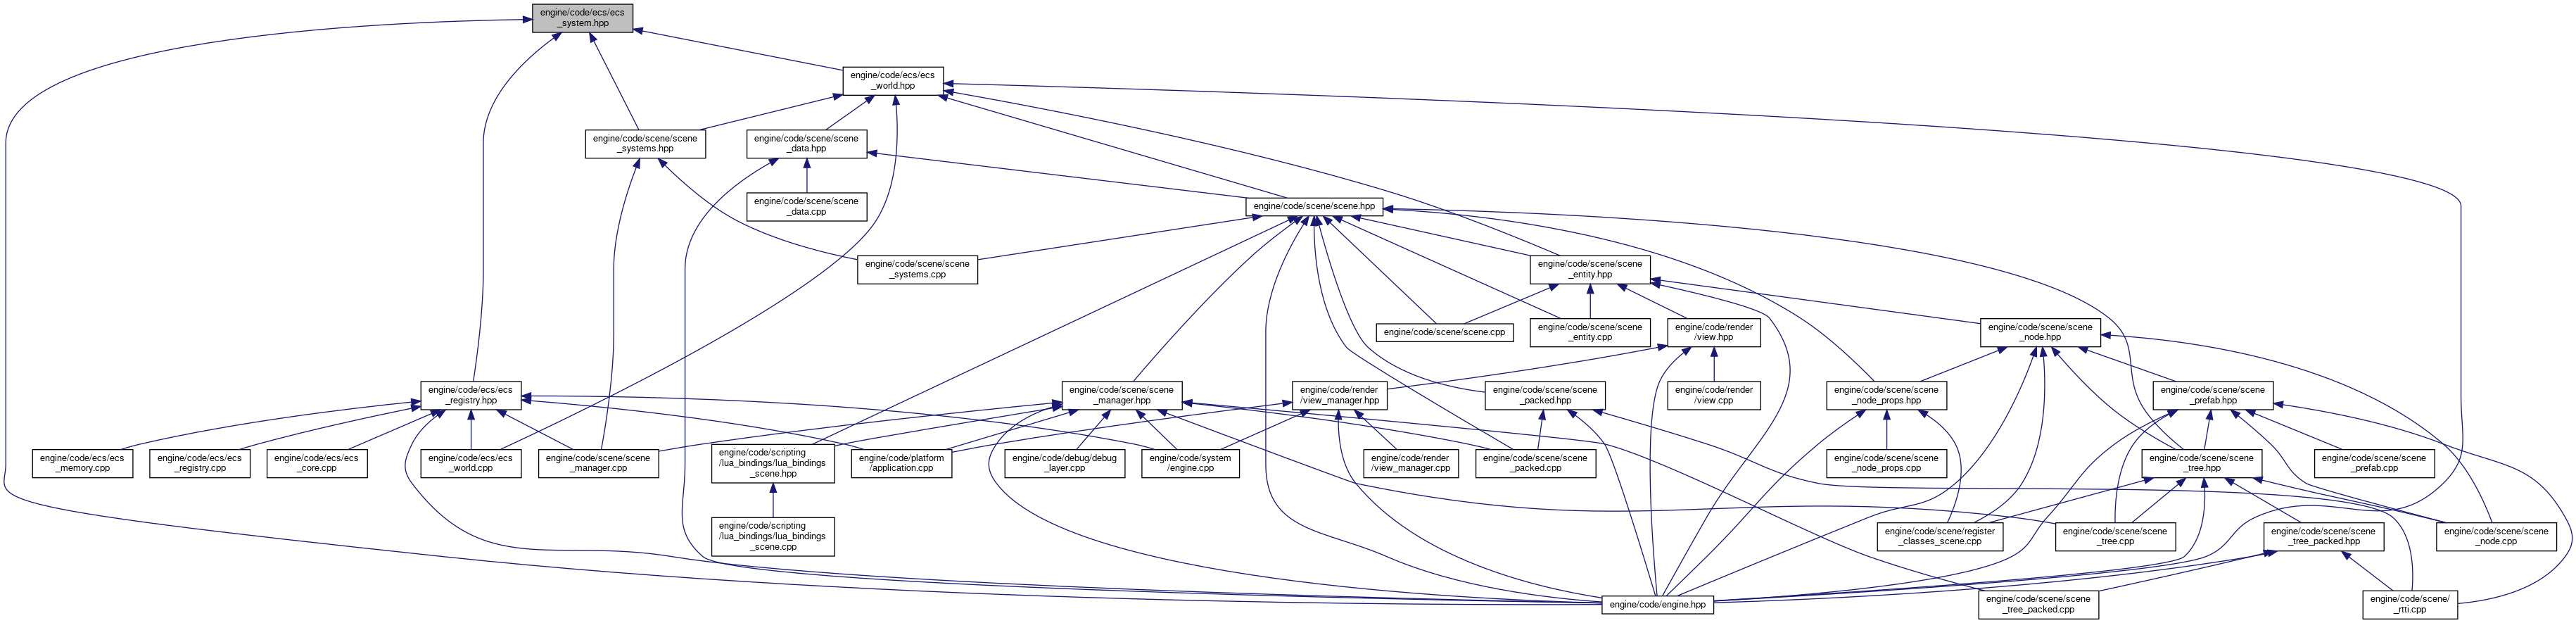 engine/code/ecs/ecs
_system.hpp
engine/code/ecs/ecs
_world.hpp
engine/code/scene/scene
_systems.hpp
engine/code/scene/scene
_data.hpp
engine/code/scene/scene
_data.cpp
engine/code/scene/scene.hpp
engine/code/scene/scene
_systems.cpp
engine/code/scene/scene
_entity.hpp
engine/code/scene/scene.cpp
engine/code/scene/scene
_entity.cpp
engine/code/render
/view.hpp
engine/code/scene/scene
_node.hpp
engine/code/ecs/ecs
_registry.hpp
engine/code/scene/scene
_manager.hpp
engine/code/render
/view_manager.hpp
engine/code/scene/scene
_packed.hpp
engine/code/render
/view.cpp
engine/code/scene/scene
_node_props.hpp
engine/code/scene/scene
_prefab.hpp
engine/code/ecs/ecs
_memory.cpp
engine/code/ecs/ecs
_registry.cpp
engine/code/ecs/ecs
_core.cpp
engine/code/ecs/ecs
_world.cpp
engine/code/scene/scene
_manager.cpp
engine/code/scripting
/lua_bindings/lua_bindings
_scene.hpp
engine/code/platform
/application.cpp
engine/code/debug/debug
_layer.cpp
engine/code/system
/engine.cpp
engine/code/render
/view_manager.cpp
engine/code/scene/scene
_packed.cpp
engine/code/scene/scene
_node_props.cpp
engine/code/scene/scene
_tree.hpp
engine/code/scene/scene
_prefab.cpp
engine/code/scripting
/lua_bindings/lua_bindings
_scene.cpp
engine/code/scene/register
_classes_scene.cpp
engine/code/scene/scene
_tree.cpp
engine/code/scene/scene
_tree_packed.hpp
engine/code/scene/scene
_node.cpp
engine/code/engine.hpp
engine/code/scene/scene
_tree_packed.cpp
engine/code/scene/
_rtti.cpp